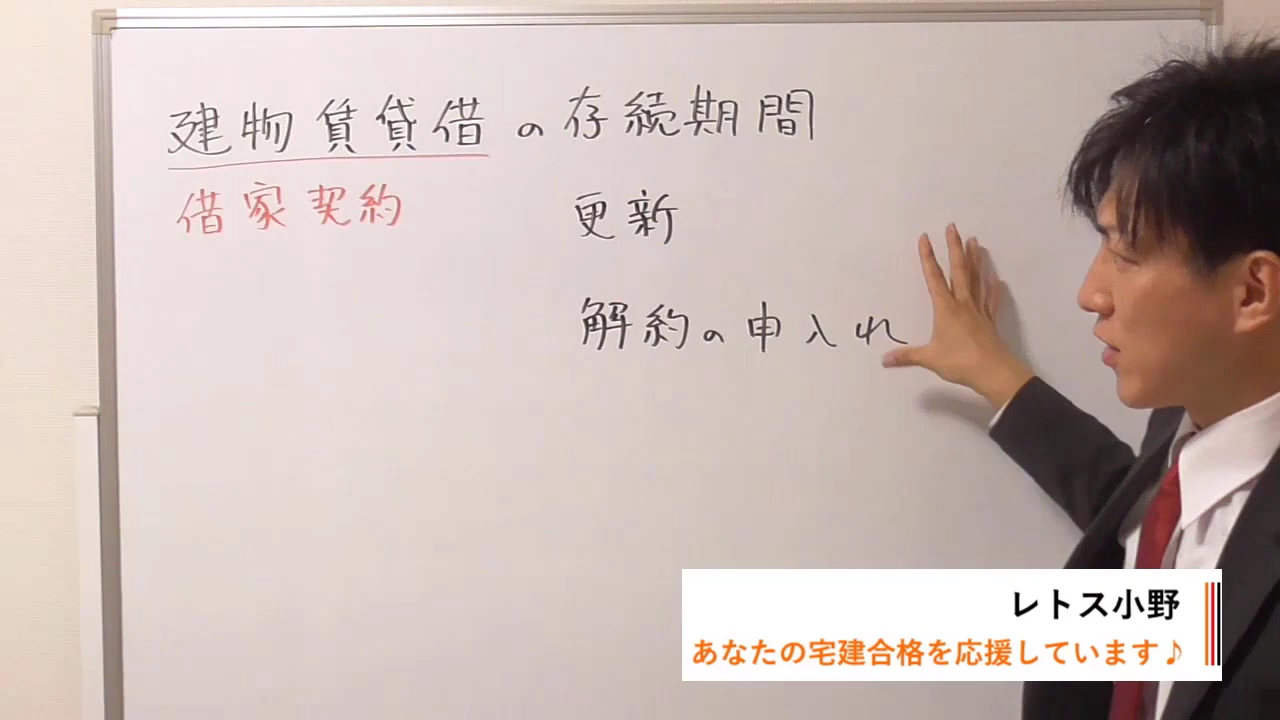 建物賃貸借の存続期間
借家契約
更新
解約の申入れ
レトス小野
あなたの宅建合格を応援しています♪